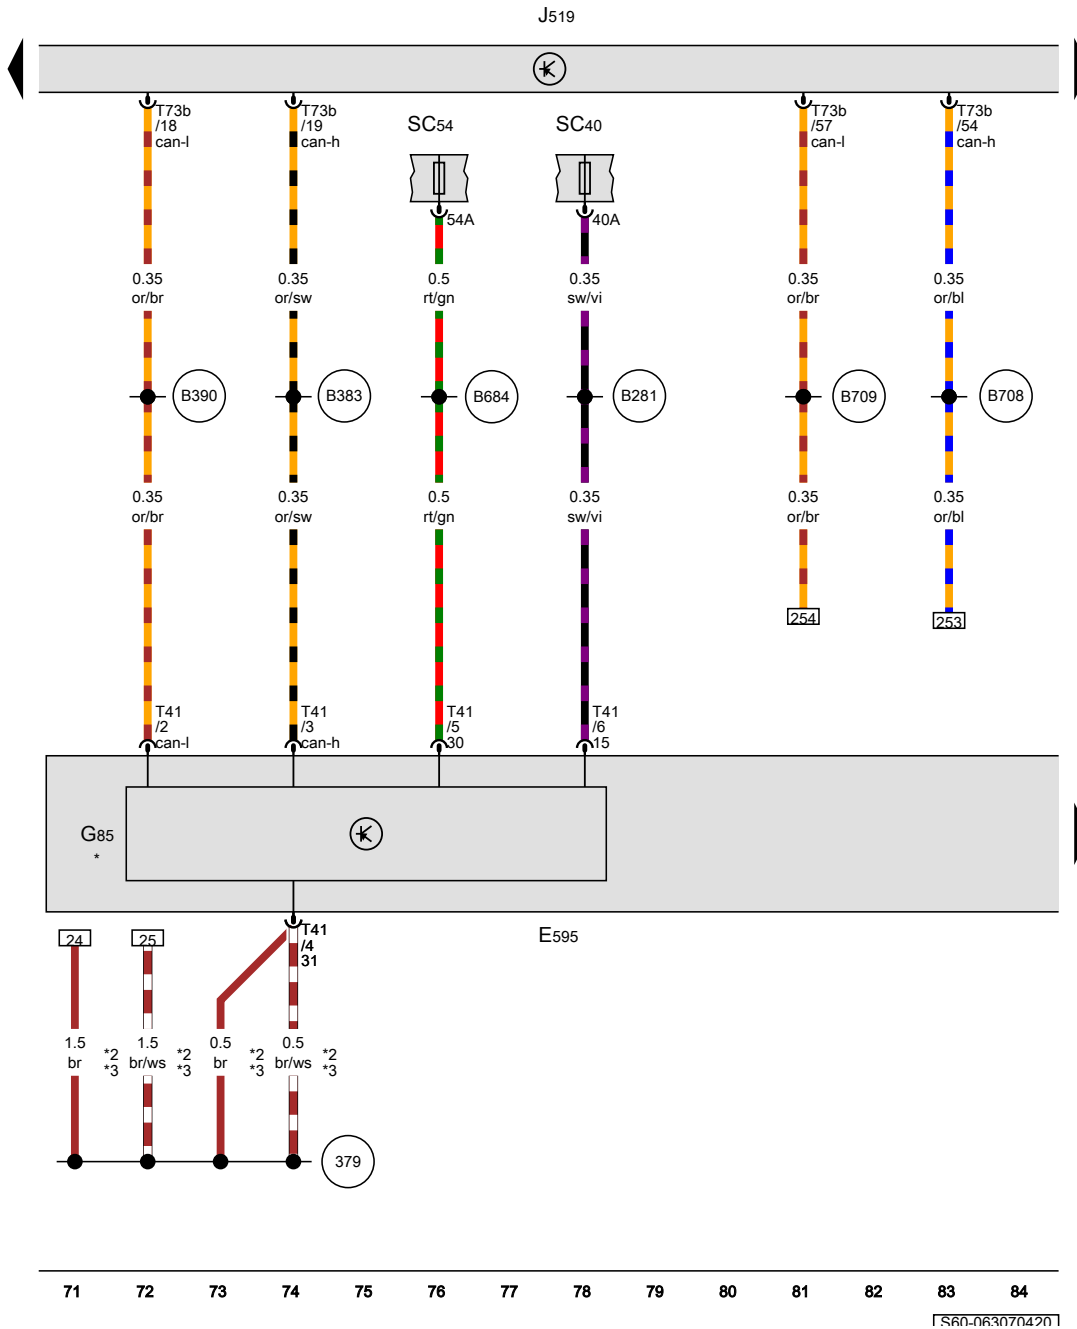 J519
T73b
/18
can-l
T73b
/19
can-h
SC54
SC40
T73b
/57
can-l
T73b
/54
can-h
54A
40A
0.35
or/br
0.35
or/sw
0.5
rt/gn
0.35
sw/vi
0.35
or/br
0.35
or/bl
B390
B383
B684
B281
B709
B708
0.35
or/br
0.35
or/sw
0.5
rt/gn
0.35
sw/vi
0.35
or/br
0.35
or/bl
254
253
T41
/2
can-l
T41
/3
can-h
T41
/5
30
T41
/6
15
G85
*
E595
24
25
T41
/4
31
1.5
br
*2
*3
1.5
br/ws
*2
*3
0.5
br
*2
*3
0.5
br/ws
*2
*3
379
71 72 73 74 75 76 77 78 79 80 81 82 83 84
S60-063070420